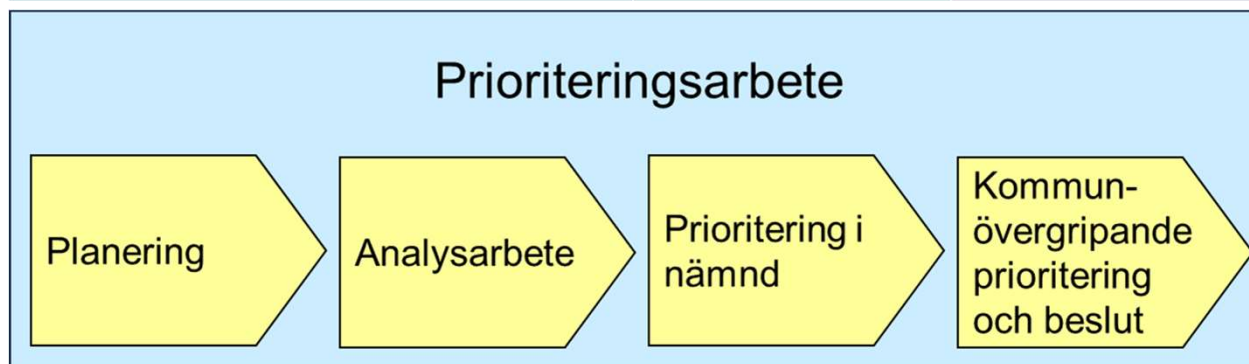 Prioriteringsarbete
Planering
Analysarbete
Prioritering i
nämnd
Kommun-
övergripande
prioritering
och beslut